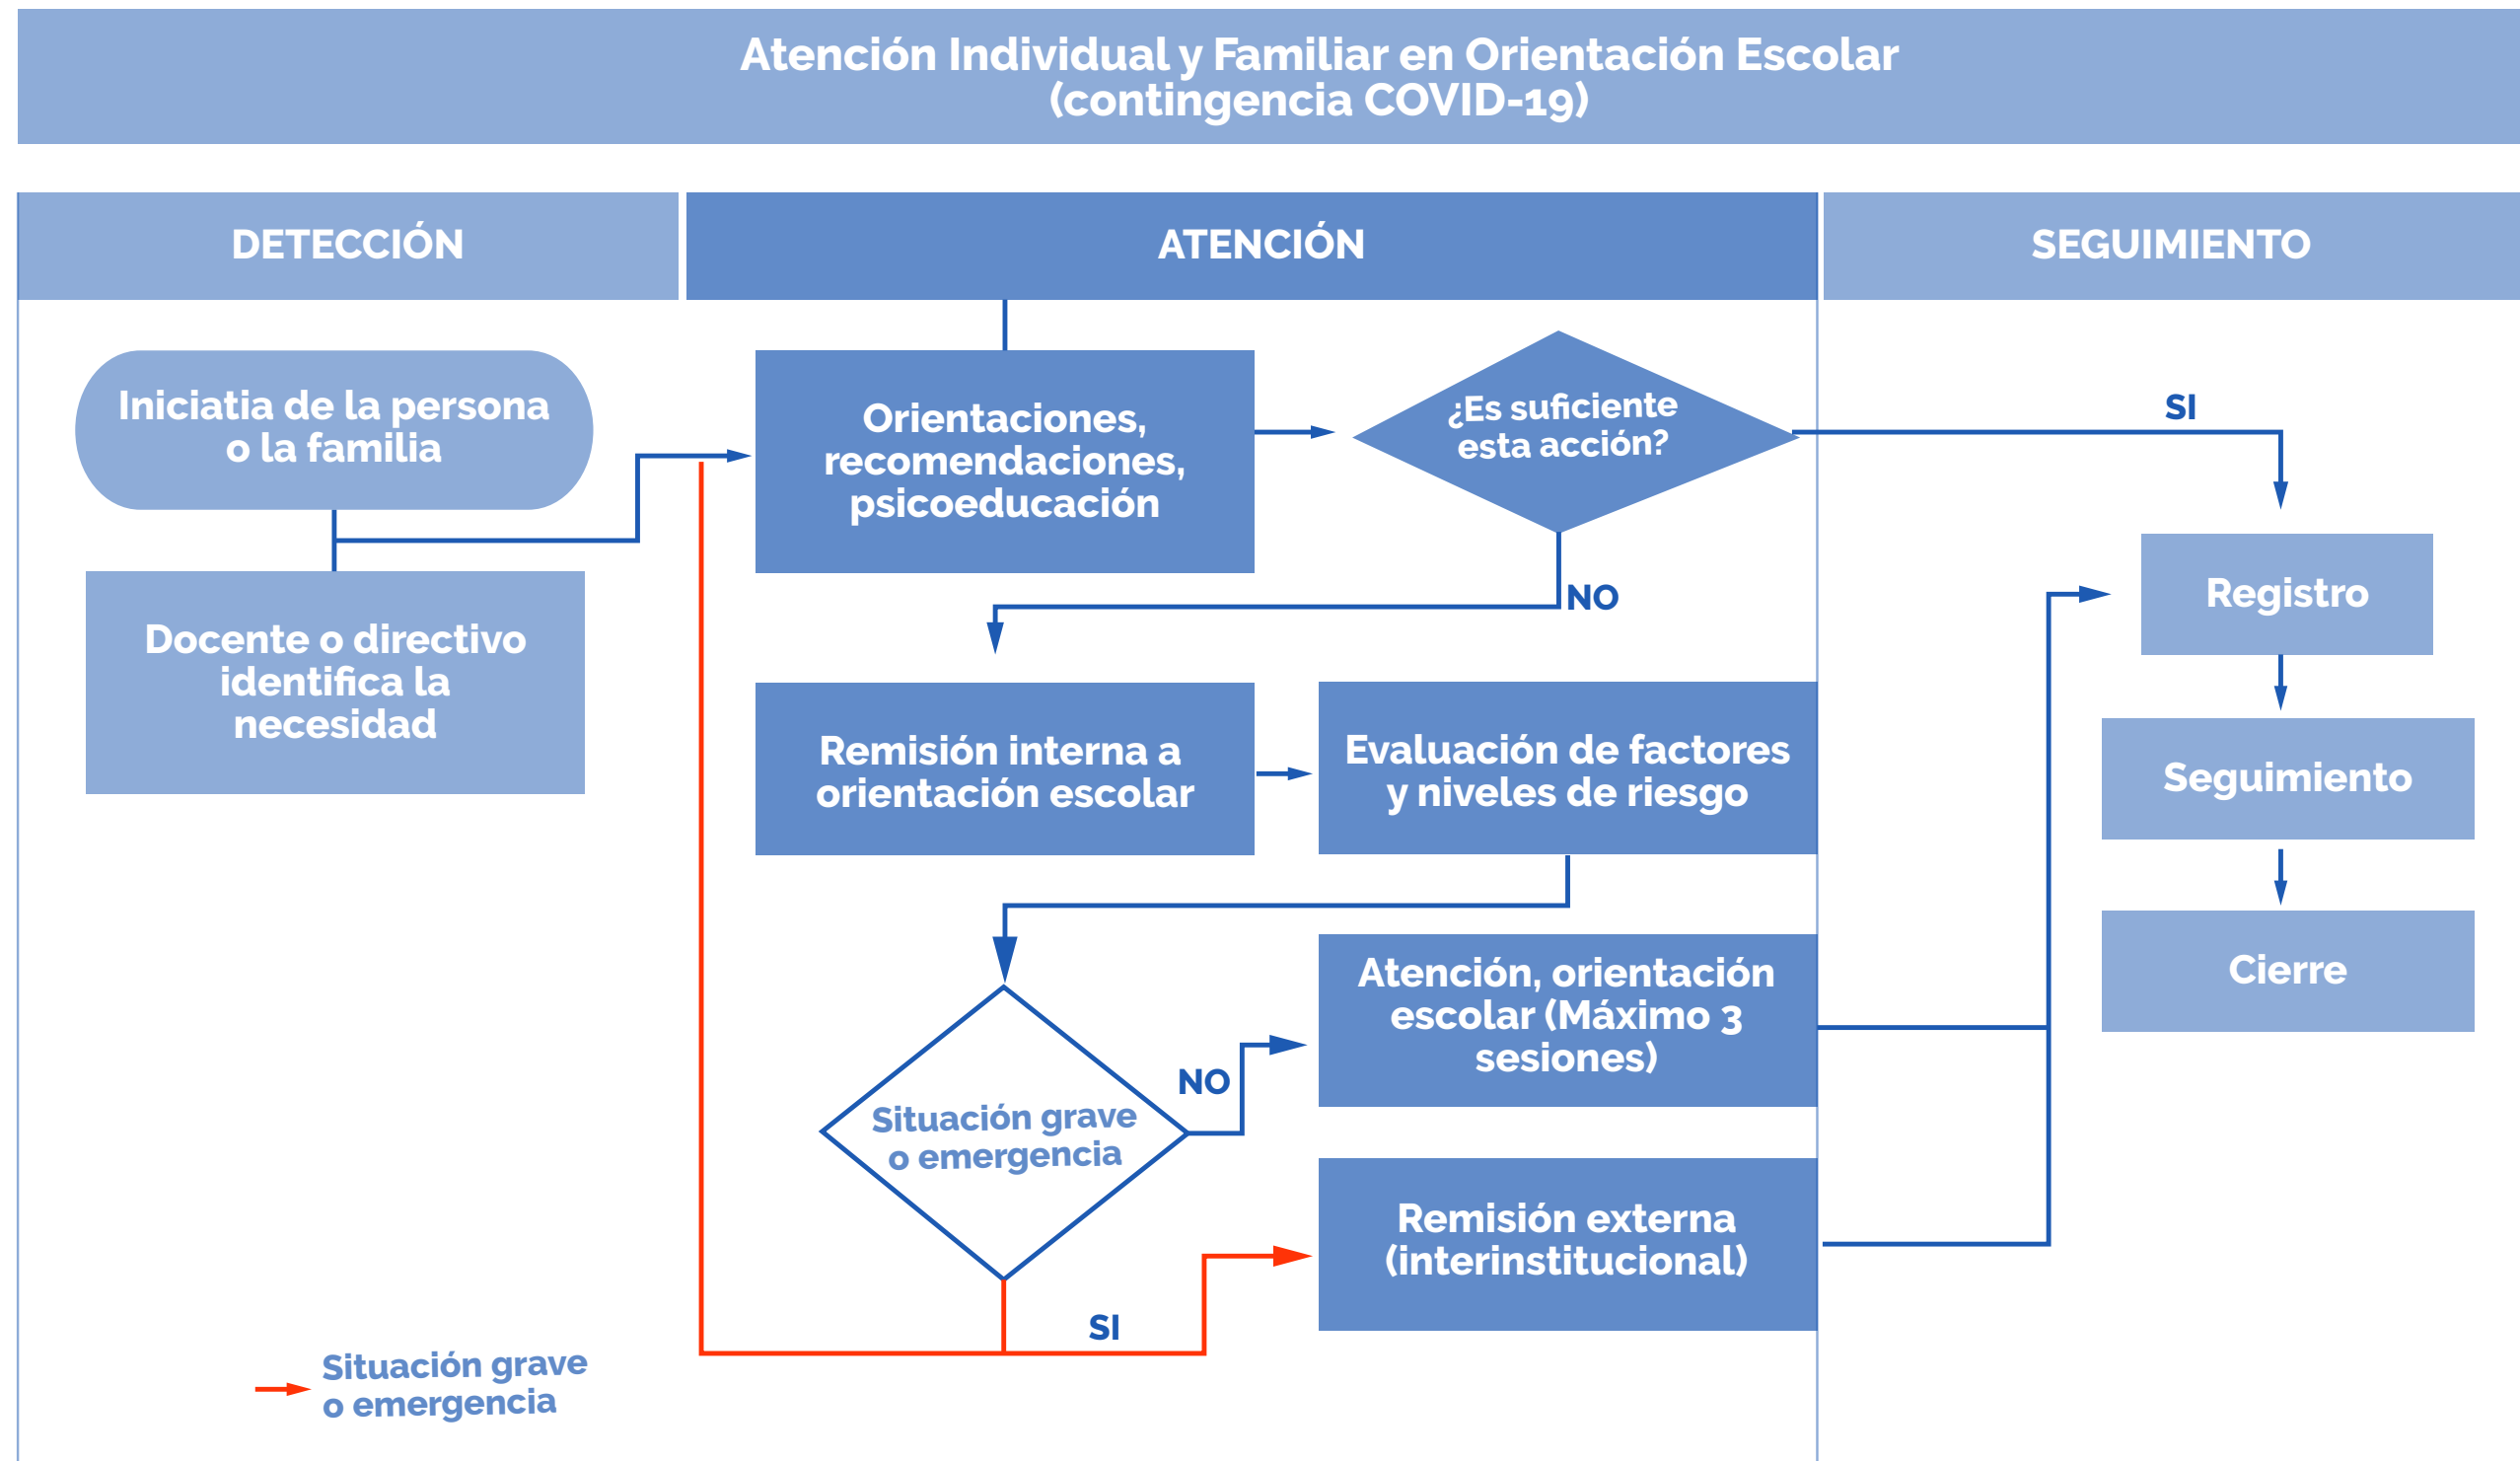 Atención Individual y Familiar en Orientación Escolar
(contingencia COVID-19)
DETECCIÓN
ATENCIÓN
SEGUIMIENTO
Iniciatia de la persona
o la familia
Docente o directivo
identifica la
necesidad
Orientaciones,
recomendaciones,
psicoeducación
¿Es suficiente
esta acción?
SI
NO
Remisión interna a
orientación escolar
Evaluación de factores
y niveles de riesgo
Situación grave
o emergencia
NO
Atención, orientación
escolar (Máximo 3
sesiones)
SI
Remisión externa
(interinstitucional)
Registro
Seguimiento
Cierre
Situación grave
o emergencia